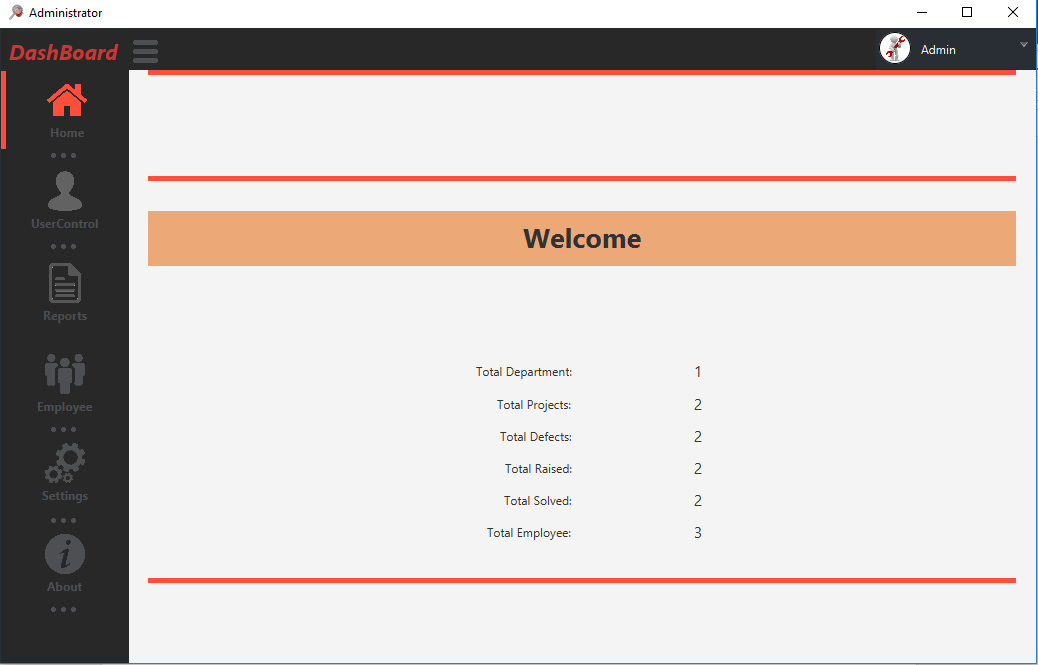 Administrator
DashBoard
Admin
Home
UserControl
Reports
Employee
Settings
About
Welcome
Total Department: 1
Total Projects: 2
Total Defects: 2
Total Raised: 2
Total Solved: 2
Total Employee: 3